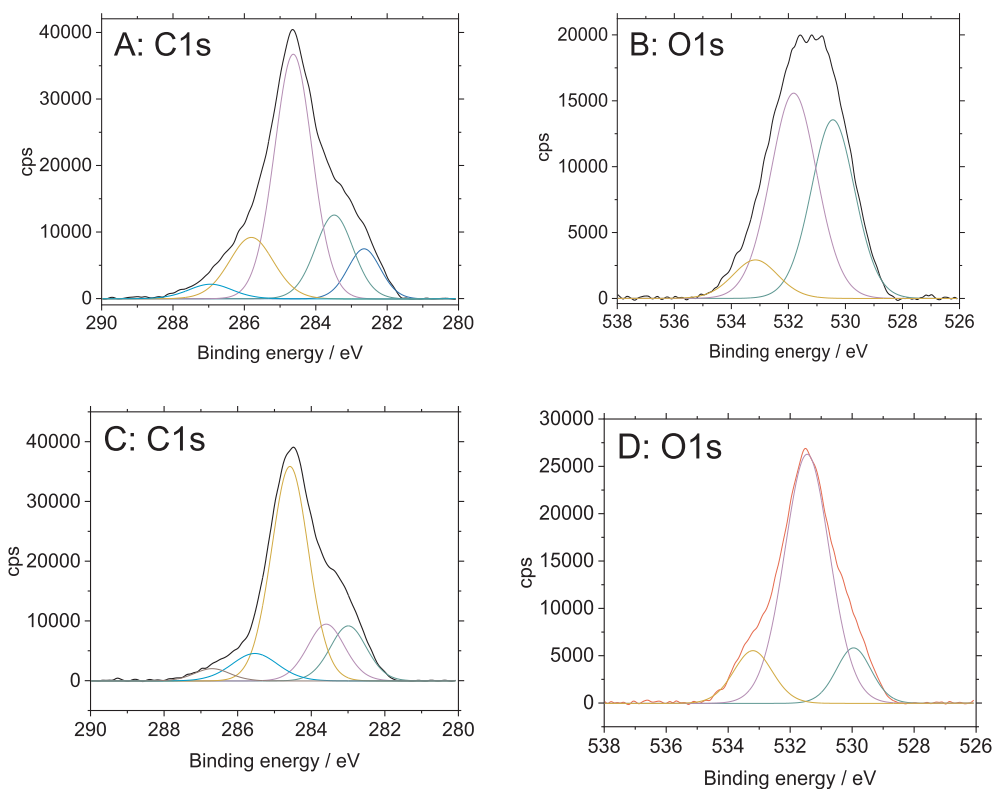 A: C1s
40000
30000
20000
10000
0
cps
290 288 286 284 282 280
Binding energy / eV
B: O1s
20000
15000
10000
5000
0
cps
538 536 534 532 530 528 526
Binding energy / eV
C: C1s
40000
30000
20000
10000
0
cps
290 288 286 284 282 280
Binding energy / eV
D: O1s
30000
25000
20000
15000
10000
5000
0
cps
538 536 534 532 530 528 526
Binding energy / eV